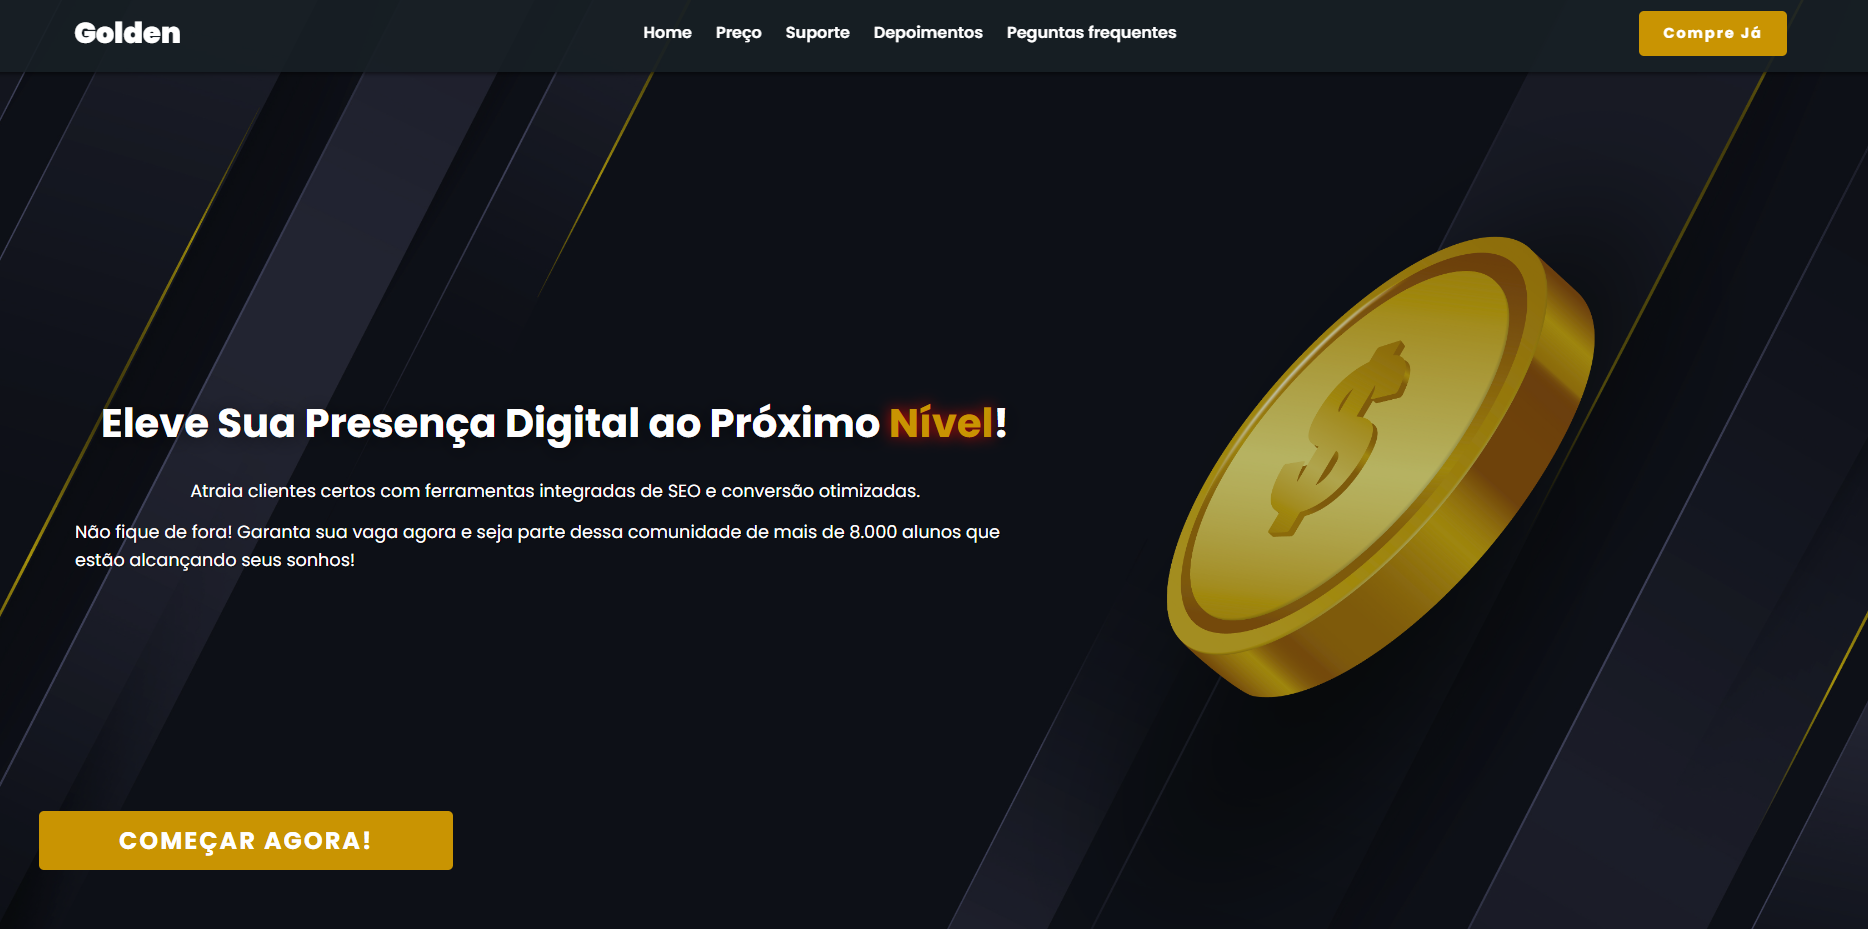 Golden
Home Preço Suporte Depoimentos Peguntas frequentes
Compre Já
Eleve Sua Presença Digital ao Próximo Nível!
Atraia clientes certos com ferramentas integradas de SEO e conversão otimizadas.
Não fique de fora! Garanta sua vaga agora e seja parte dessa comunidade de mais de 8.000 alunos que
estão alcançando seus sonhos!
$
COMEÇAR AGORA!